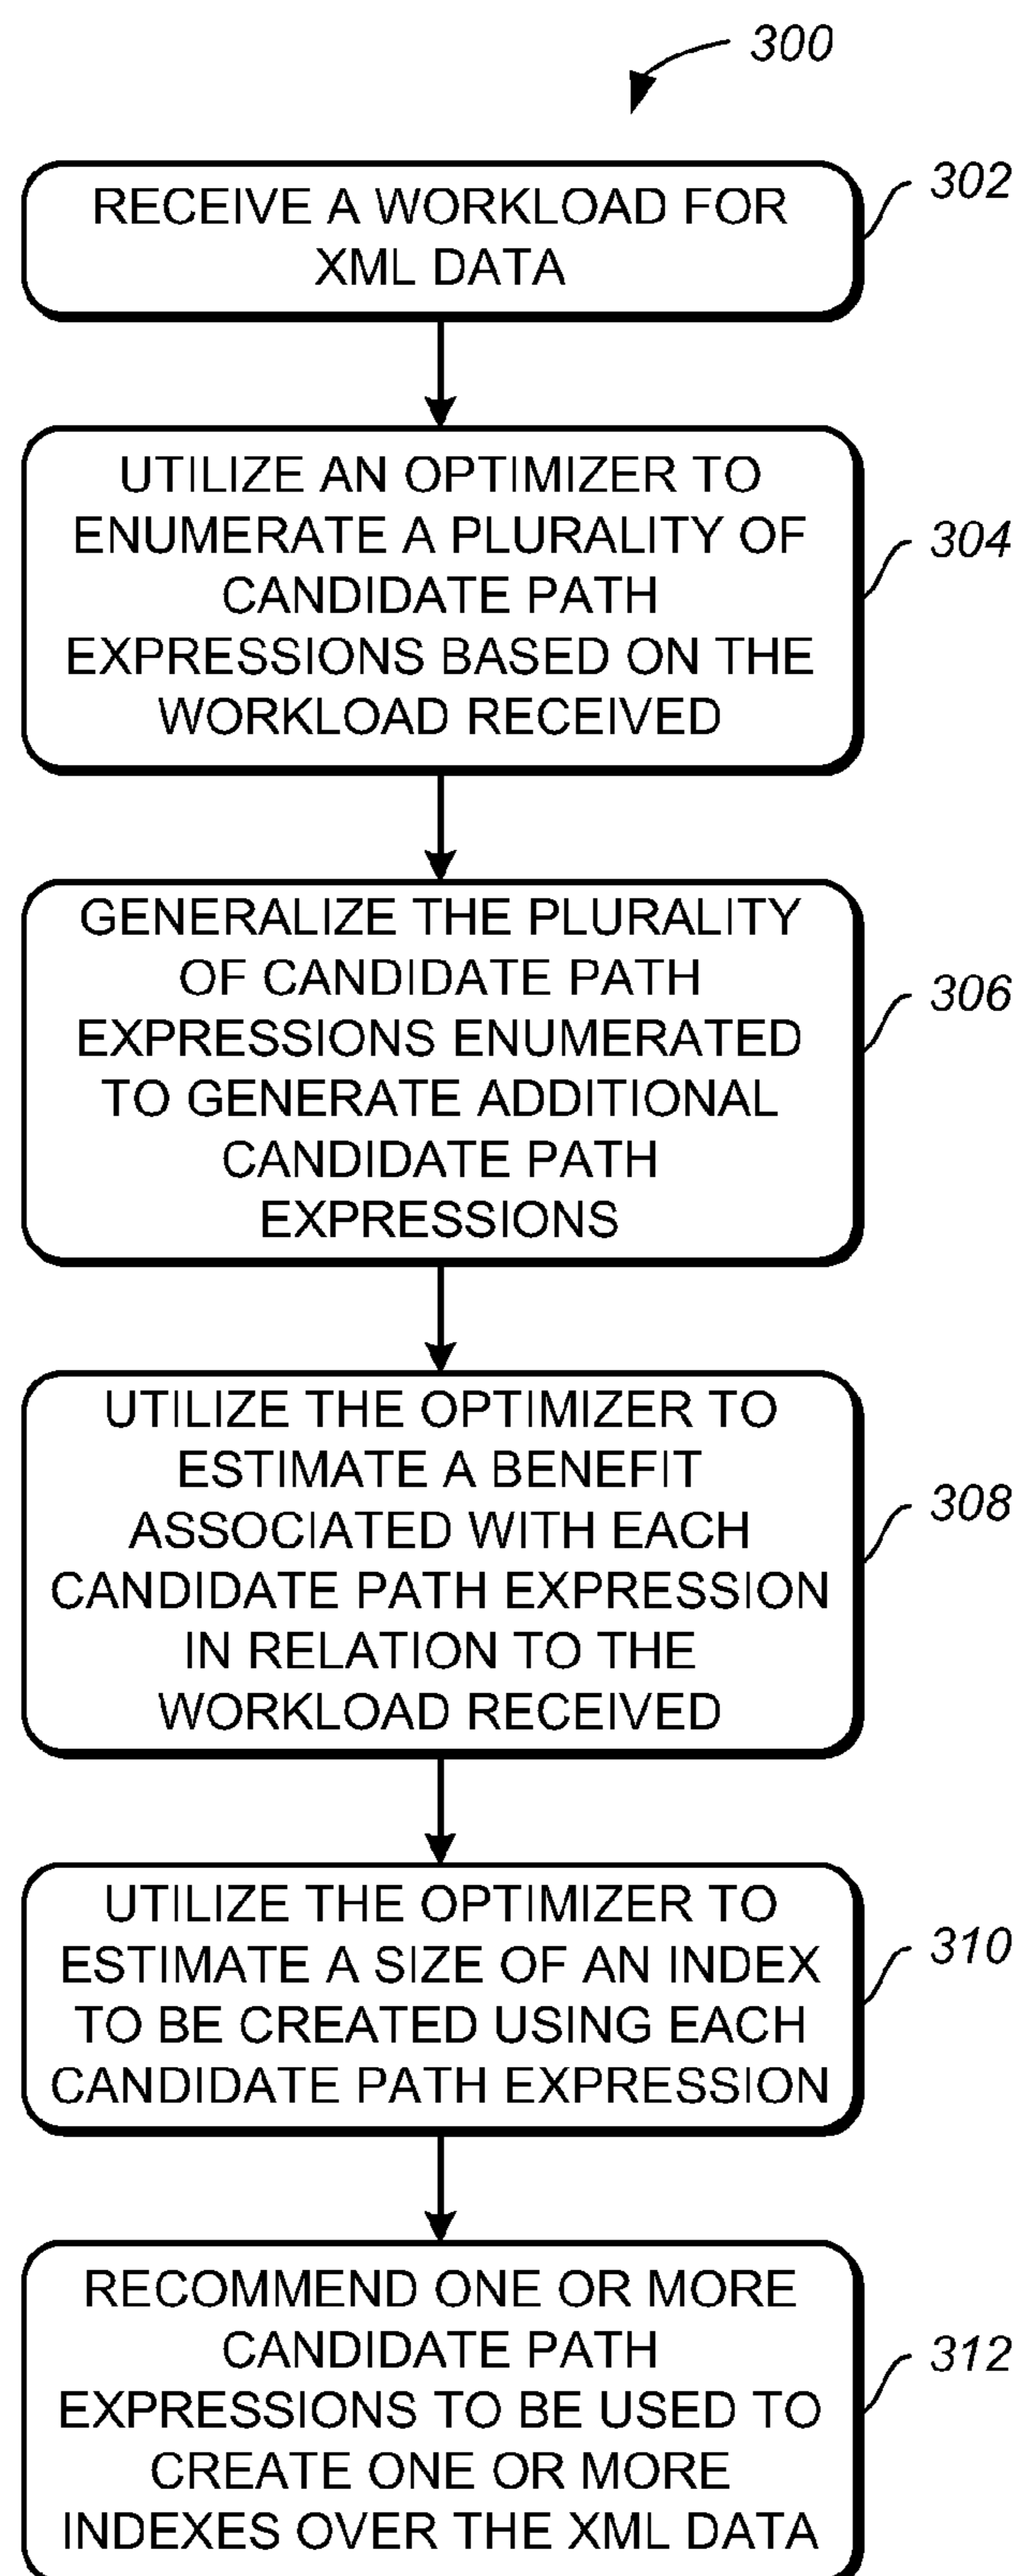 300
RECEIVE A WORKLOAD FOR
XML DATA
302
UTILIZE AN OPTIMIZER TO
ENUMERATE A PLURALITY OF
CANDIDATE PATH
EXPRESSIONS BASED ON THE
WORKLOAD RECEIVED
304
GENERALIZE THE PLURALITY
OF CANDIDATE PATH
EXPRESSIONS ENUMERATED
TO GENERATE ADDITIONAL
CANDIDATE PATH
EXPRESSIONS
306
UTILIZE THE OPTIMIZER TO
ESTIMATE A BENEFIT
ASSOCIATED WITH EACH
CANDIDATE PATH EXPRESSION
IN RELATION TO THE
WORKLOAD RECEIVED
308
UTILIZE THE OPTIMIZER TO
ESTIMATE A SIZE OF AN INDEX
TO BE CREATED USING EACH
CANDIDATE PATH EXPRESSION
310
RECOMMEND ONE OR MORE
CANDIDATE PATH
EXPRESSIONS TO BE USED TO
CREATE ONE OR MORE
INDEXES OVER THE XML DATA
312